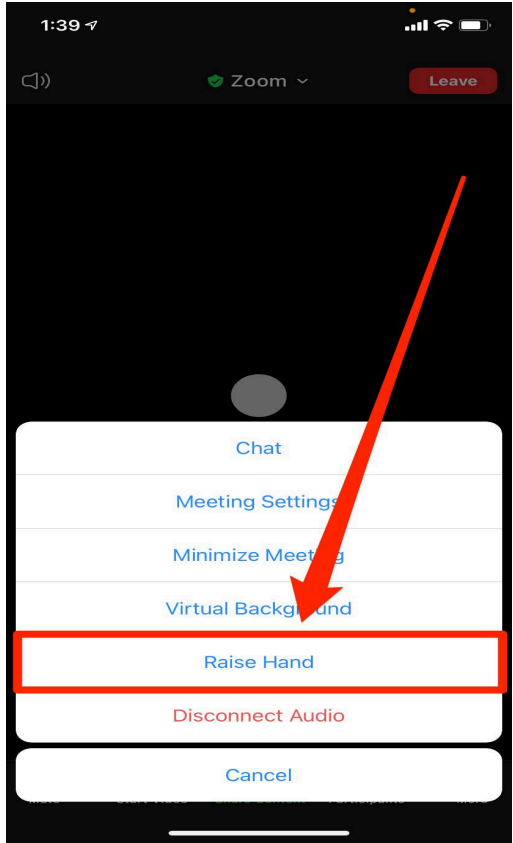 1:39
Zoom
Leave
Chat
Meeting Settings
Minimize Meeting
Virtual Background
Raise Hand
Disconnect Audio
Cancel